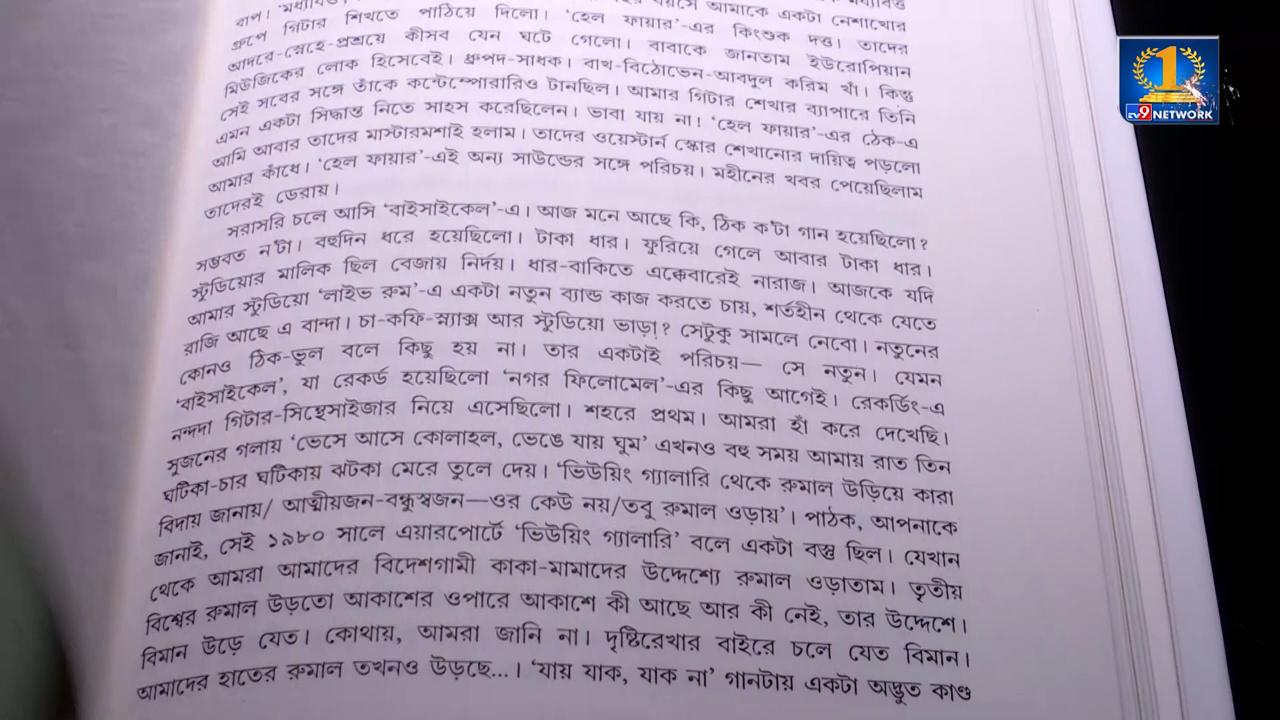 বাপ। ‘মধ্যবিত্ত আমাকে একটা নেশাখোর
গ্রুপে গিটার শিখতে পাঠিয়ে দিলো। ‘হেল ফায়ার’-এর কিংশুক দত্ত। তাদের
আদরে-স্নেহে-প্রশ্রয়ে কীসব যেন ঘটে গেলো। বাবাকে জানতাম ইউরোপিয়ান
মিউজিকের লোক হিসেবেই। ধ্রুপদ-সাধক। বাখ-বিঠোভেন-আবদুল করিম খাঁ। কিন্তু
সেই সবের সঙ্গে তাঁকে কন্টেম্পোরারিও টানছিল। আমার গিটার শেখার ব্যাপারে তিনি
এমন একটা সিদ্ধান্ত নিতে সাহস করেছিলেন। ভাবা যায় না। ‘হেল ফায়ার’-এর ঠেক-এ
আমি আবার তাদের মাস্টারমশাই হলাম। তাদের ওয়েস্টার্ন স্কোর শেখানোর দায়িত্ব পড়লো
আমার কাঁধে। ‘হেল ফায়ার’-এই অন্য সাউন্ডের সঙ্গে পরিচয়। মহীনের খবর পেয়েছিলাম
তাদেরই ডেরায়।
সরাসরি চলে আসি ‘বাইসাইকেল’-এ। আজ মনে আছে কি, ঠিক ক’টা গান হয়েছিলো?
সম্ভবত ন’টা। বহুদিন ধরে হয়েছিলো। টাকা ধার। ফুরিয়ে গেলে আবার টাকা ধার।
স্টুডিয়োর মালিক ছিল বেজায় নির্দয়। ধার-বাকিতে এক্কেবারেই নারাজ। আজকে যদি
আমার স্টুডিয়ো ‘লাইভ রুম’-এ একটা নতুন ব্যান্ড কাজ করতে চায়, শর্তহীন থেকে যেতে
রাজি আছে এ বান্দা। চা-কফি-স্ন্যাক্স আর স্টুডিয়ো ভাড়া? সেটুকু সামলে নেবো। নতুনের
কোনও ঠিক-ভুল বলে কিছু হয় না। তার একটাই পরিচয়— সে নতুন। যেমন
‘বাইসাইকেল’, যা রেকর্ড হয়েছিলো ‘নগর ফিলোমেল’-এর কিছু আগেই। রেকর্ডিং-এ
নন্দদা গিটার-সিন্থেসাইজার নিয়ে এসেছিলো। শহরে প্রথম। আমরা হাঁ করে দেখেছি।
সুজনের গলায় ‘ভেসে আসে কোলাহল, ভেঙে যায় ঘুম’ এখনও বহু সময় আমায় রাত তিন
ঘটিকা-চার ঘটিকায় ঝটকা মেরে তুলে দেয়। ‘ভিউয়িং গ্যালারি থেকে রুমাল উড়িয়ে কারা
বিদায় জানায়/ আত্মীয়জন-বন্ধুস্বজন—ওর কেউ নয়/তবু রুমাল ওড়ায়’। পাঠক, আপনাকে
জানাই, সেই ১৯৮০ সালে এয়ারপোর্টে ‘ভিউয়িং গ্যালারি’ বলে একটা বস্তু ছিল। যেখান
থেকে আমরা আমাদের বিদেশগামী কাকা-মামাদের উদ্দেশ্যে রুমাল ওড়াতাম। তৃতীয়
বিশ্বের রুমাল উড়তো আকাশের ওপারে আকাশে কী আছে আর কী নেই, তার উদ্দেশে।
বিমান উড়ে যেত। কোথায়, আমরা জানি না। দৃষ্টিরেখার বাইরে চলে যেত বিমান।
আমাদের হাতের রুমাল তখনও উড়ছে...। ‘যায় যাক, যাক না’ গানটায় একটা অদ্ভুত কাণ্ড
1
TV9 NETWORK